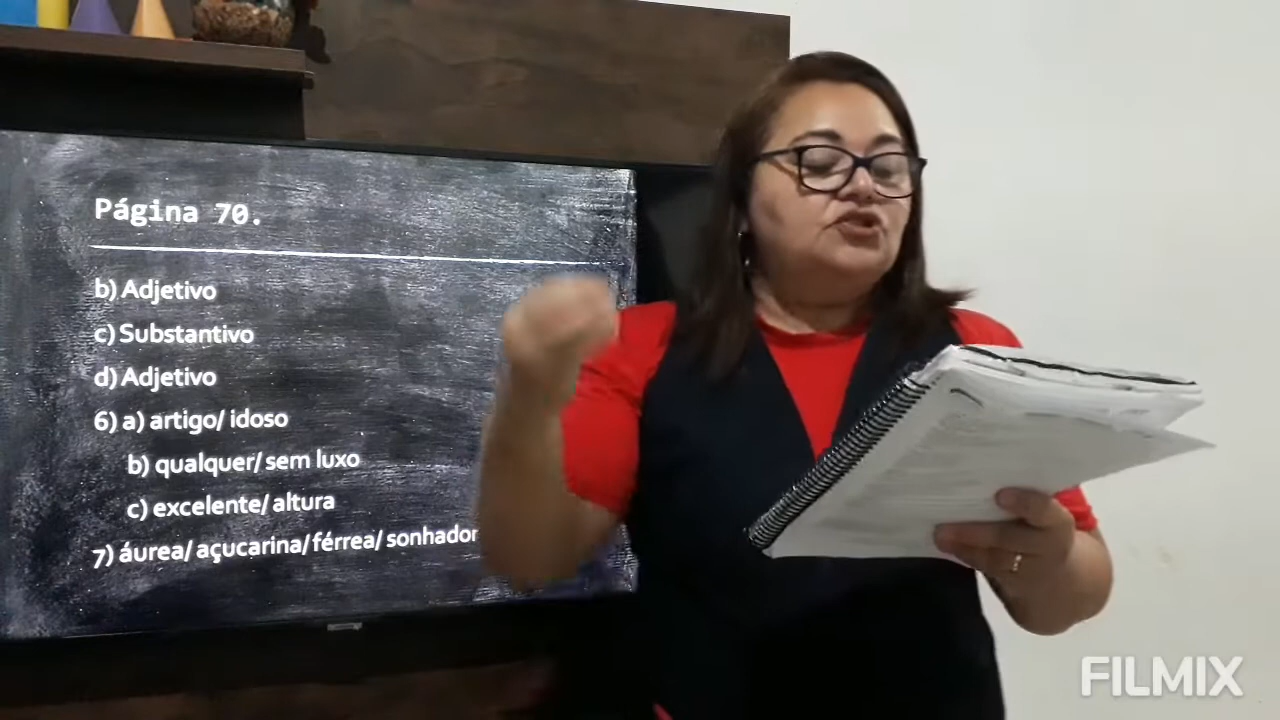 Página 70.
b) Adjetivo
c) Substantivo
d) Adjetivo
6) a) artigo/ idoso
b) qualquer/ sem luxo
c) excelente/ altura
7) áurea/ açucarina/ férrea/ sonhador
FILMIX